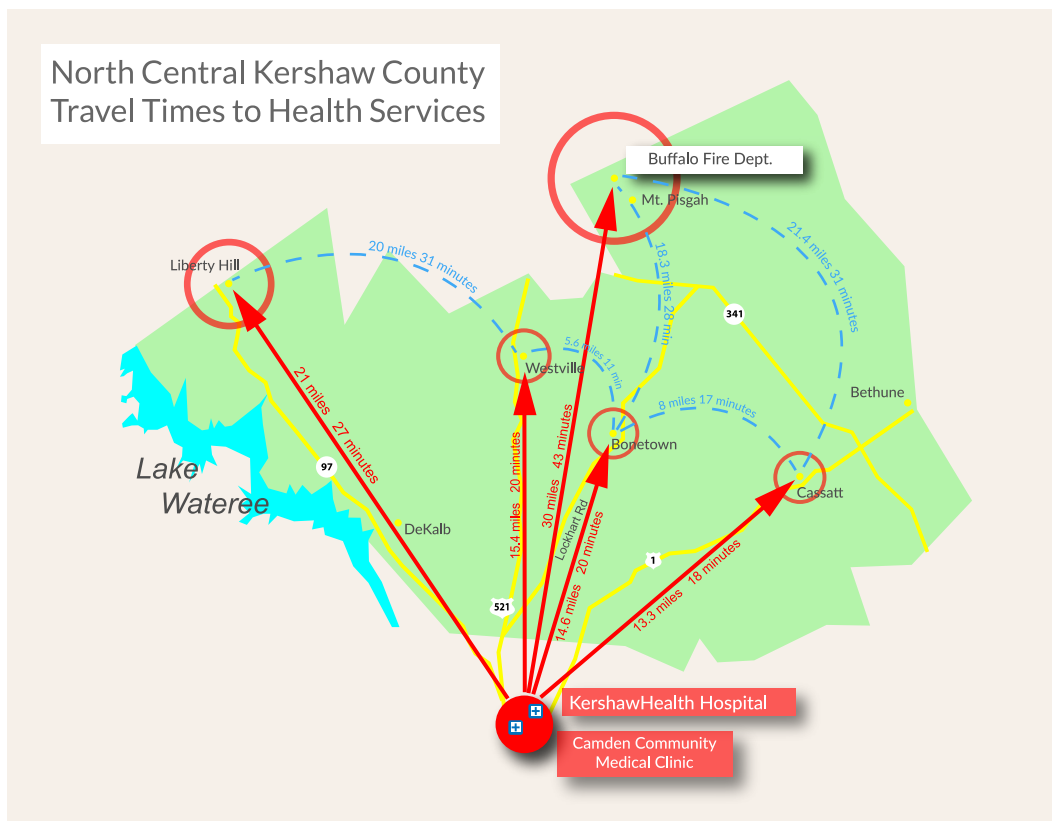 North Central Kershaw County
Travel Times to Health Services
Buffalo Fire Dept.
Mt. Pisgah
21.4 miles 31 minutes
20 miles 31 minutes
18.3 miles 28 min
Liberty Hill
341
5.6 miles 11 min
Westville
21 miles 27 minutes
8 miles 17 minutes
Bethune
30 miles 43 minutes
Bonetown
15.4 miles 20 minutes
Lake
Wateree
97
Cassatt
DeKalb
Lockhart Rd
1
14.6 miles 20 minutes
13.3 miles 18 minutes
521
KershawHealth Hospital
Camden Community
Medical Clinic